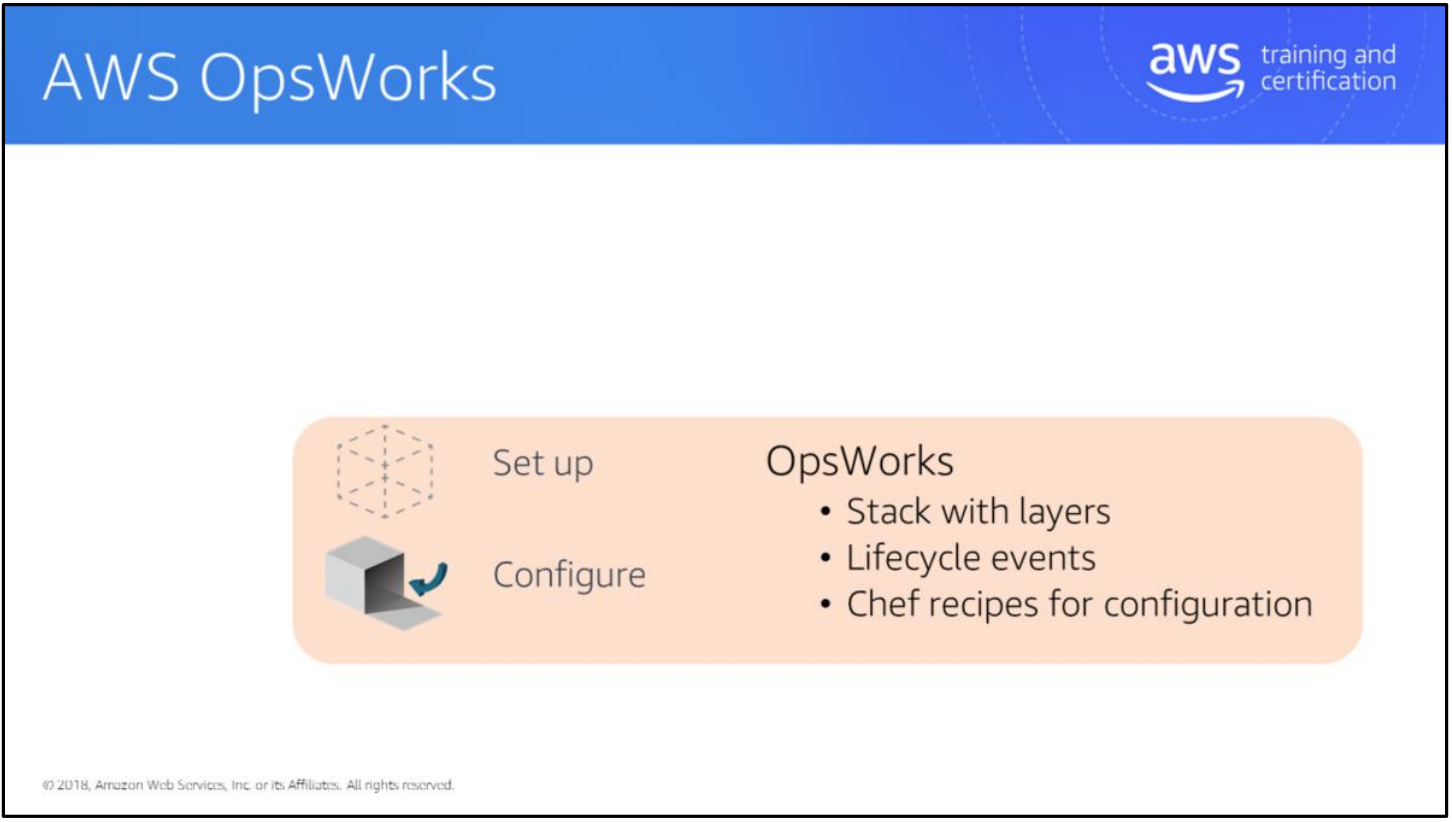 AWS OpsWorks
aws training and
certification
Set up
Configure
OpsWorks
• Stack with layers
• Lifecycle events
• Chef recipes for configuration
© 2018, Amazon Web Services, Inc. or its Affiliates. All rights reserved.